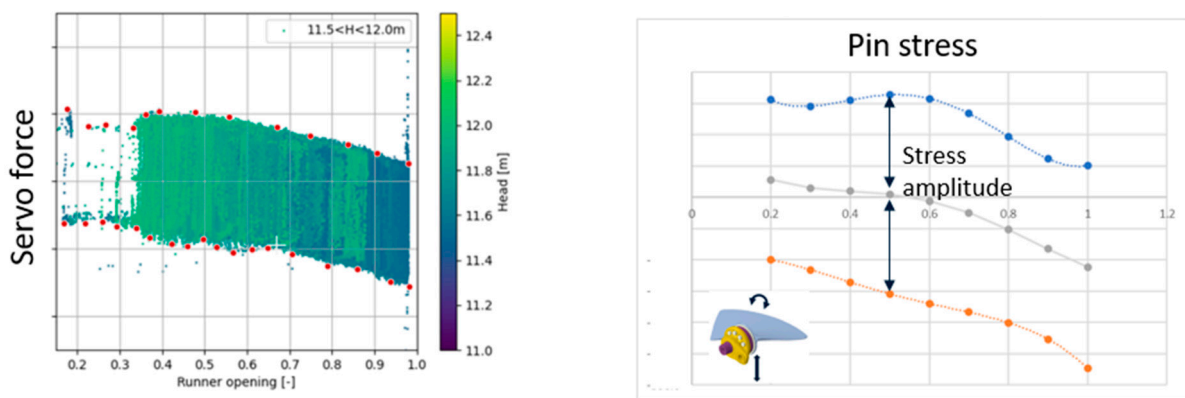 Servo force
11.5<H<12.0m
0.2 0.3 0.4 0.5 0.6 0.7 0.8 0.9 1.0
Runner opening [-]
12.4
12.2
12.0
11.8
11.6
11.4
11.2
11.0
Head [m]
Pin stress
Stress
amplitude
0 0.2 0.4 0.6 0.8 1 1.2